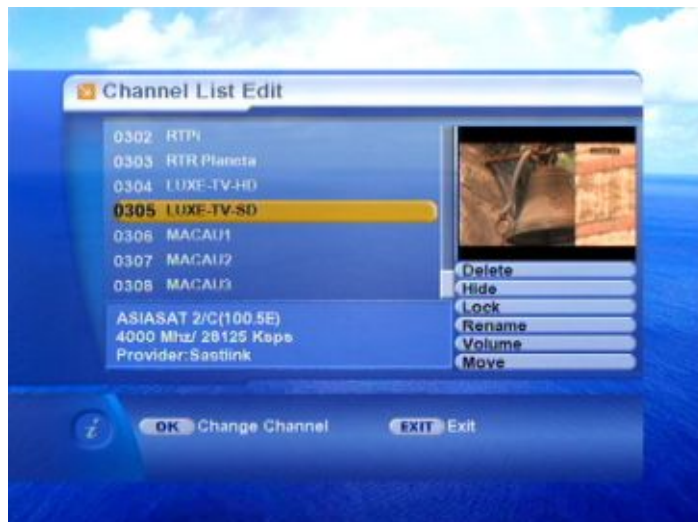 Channel List Edit
0302 RTPi
0303 RTR Planeta
0304 LUXE-TV-HD
0305 LUXE-TV-SD
0306 MACAU1
0307 MACAU2
0308 MACAU3
Delete
Hide
Lock
Rename
Volume
Move
ASIASAT 2/C(100.5E)
4000 Mhz/ 28125 Ksps
Provider:Sastlink
i
OK Change Channel
EXIT Exit